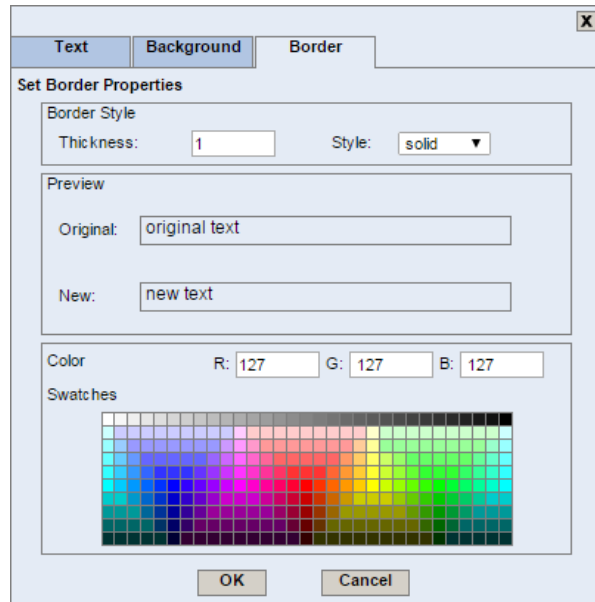 X
Text Background Border
Set Border Properties
Border Style
Thickness: 1 Style: solid ▼
Preview
Original: original text
New: new text
Color R: 127 G: 127 B: 127
Swatches
OK Cancel